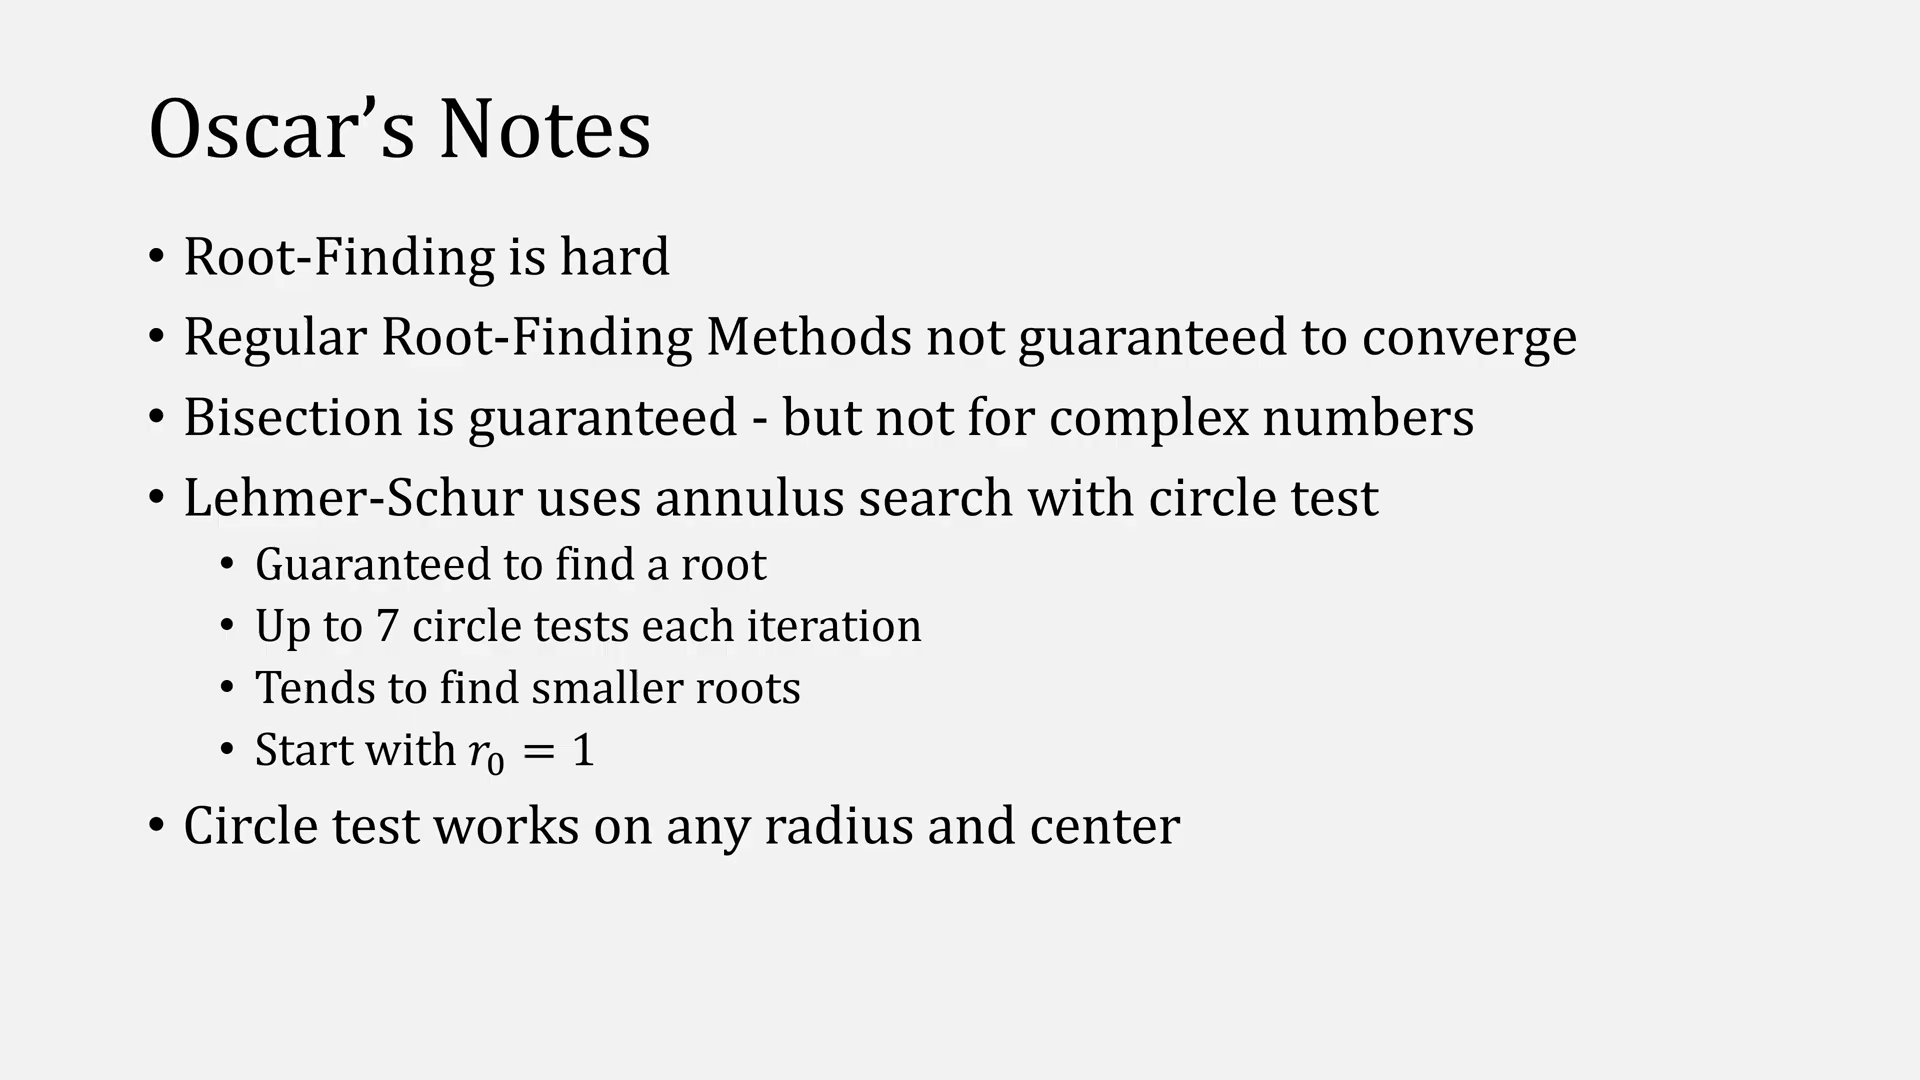 Oscar’s Notes
• Root-Finding is hard
• Regular Root-Finding Methods not guaranteed to converge
• Bisection is guaranteed - but not for complex numbers
• Lehmer-Schur uses annulus search with circle test
• Guaranteed to find a root
• Up to 7 circle tests each iteration
• Tends to find smaller roots
• Start with r₀ = 1
• Circle test works on any radius and center